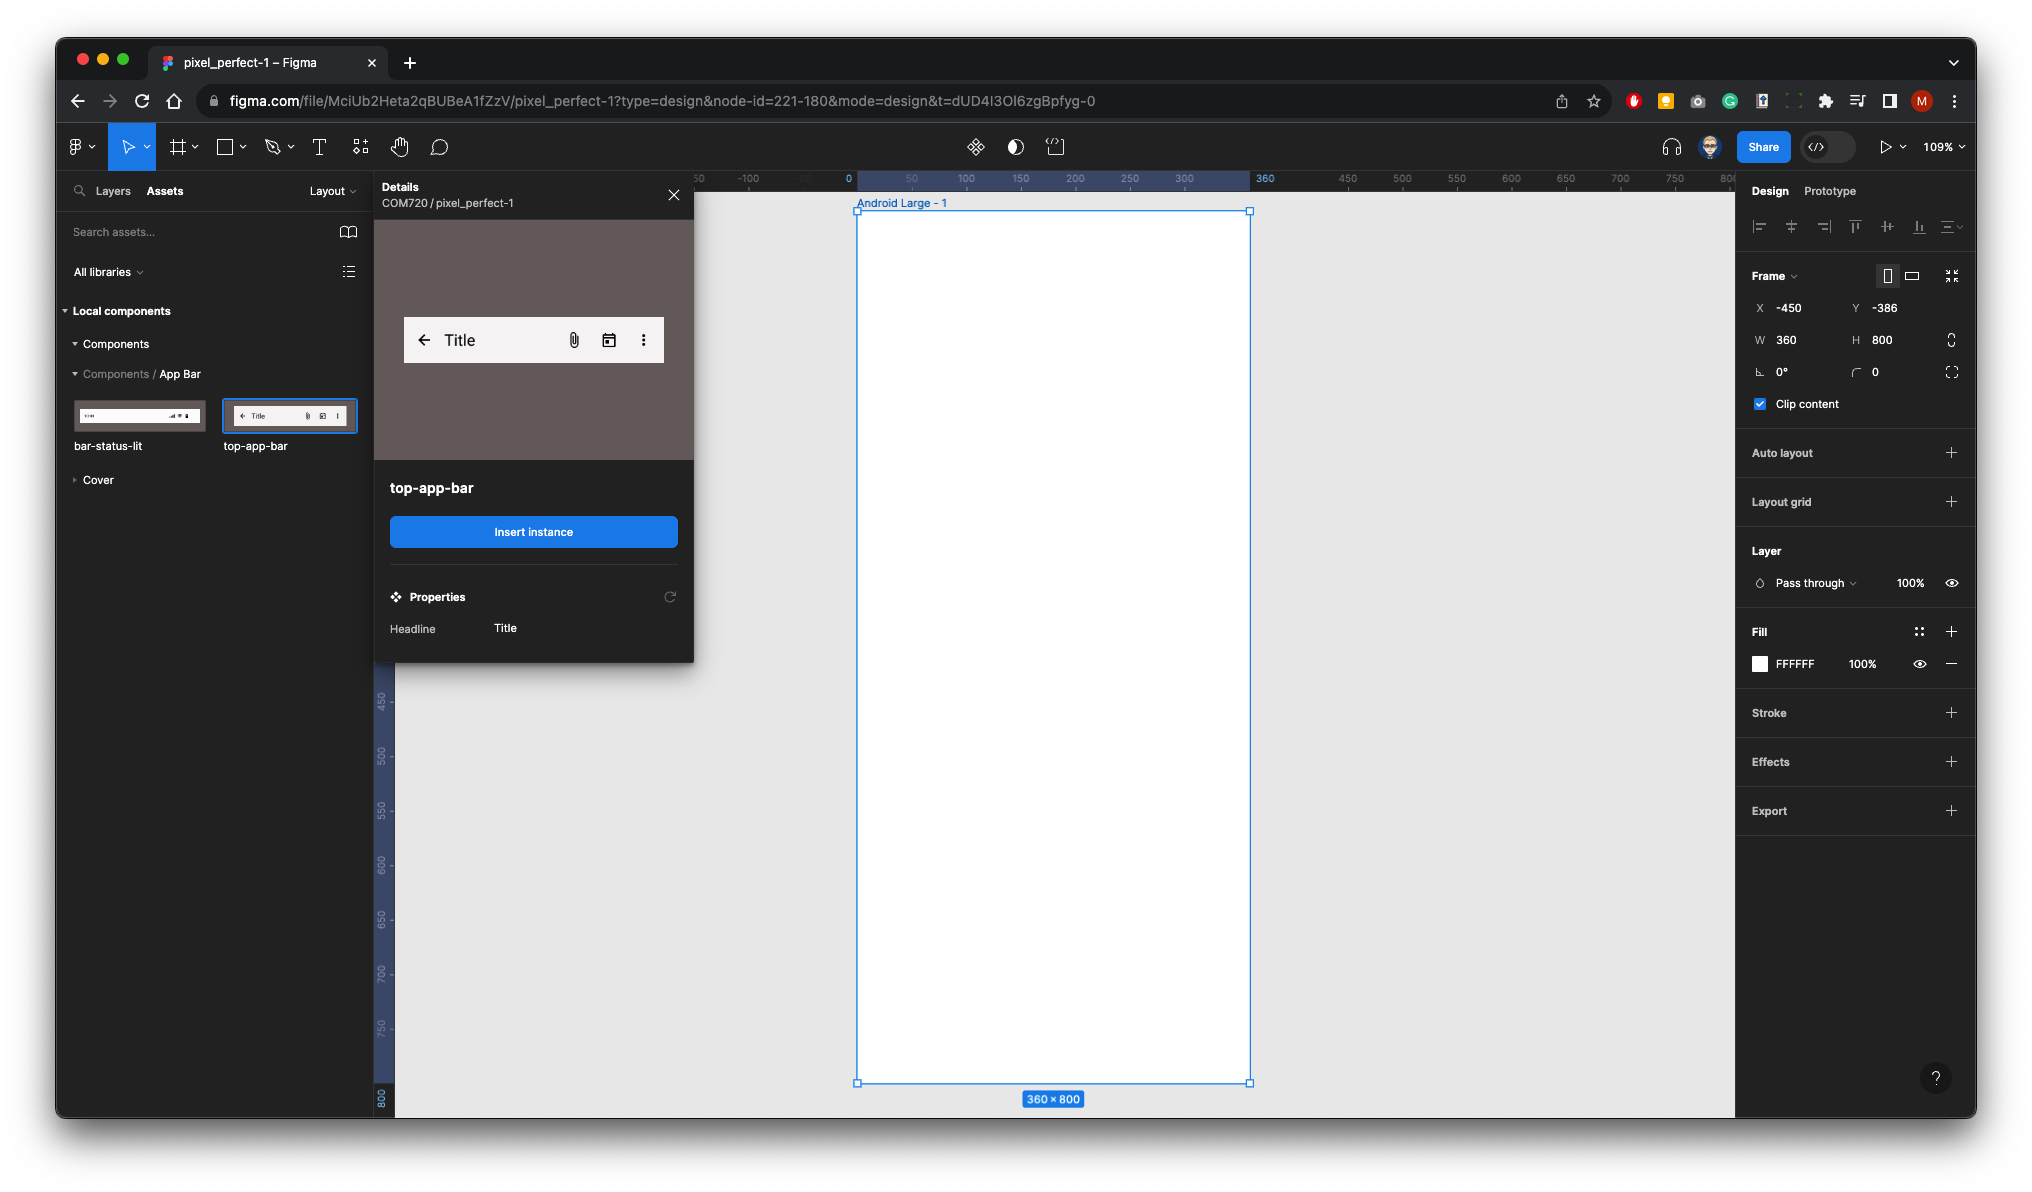 pixel_perfect-1 – Figma
figma.com/file/MciUb2Heta2qBUBeA1fZzV/pixel_perfect-1?type=design&node-id=221-180&mode=design&t=dUD4I3OI6zgBpfyg-0
M
Share
109%
Layers
Assets
Layout
Search assets...
All libraries
Local components
Components
Components / App Bar
Title
bar-status-lit
top-app-bar
Cover
Details
COM720 / pixel_perfect-1
Title
top-app-bar
Insert instance
Properties
Headline
Title
50 -100 0 50 100 150 200 250 300 360 450 500 550 600 650 700 750
450
500
550
600
650
700
750
800
Android Large - 1
360 × 800
Design
Prototype
Frame
X -450
Y -386
W 360
H 800
0°
0
Clip content
Auto layout
Layout grid
Layer
Pass through
100%
Fill
FFFFFF
100%
Stroke
Effects
Export
?